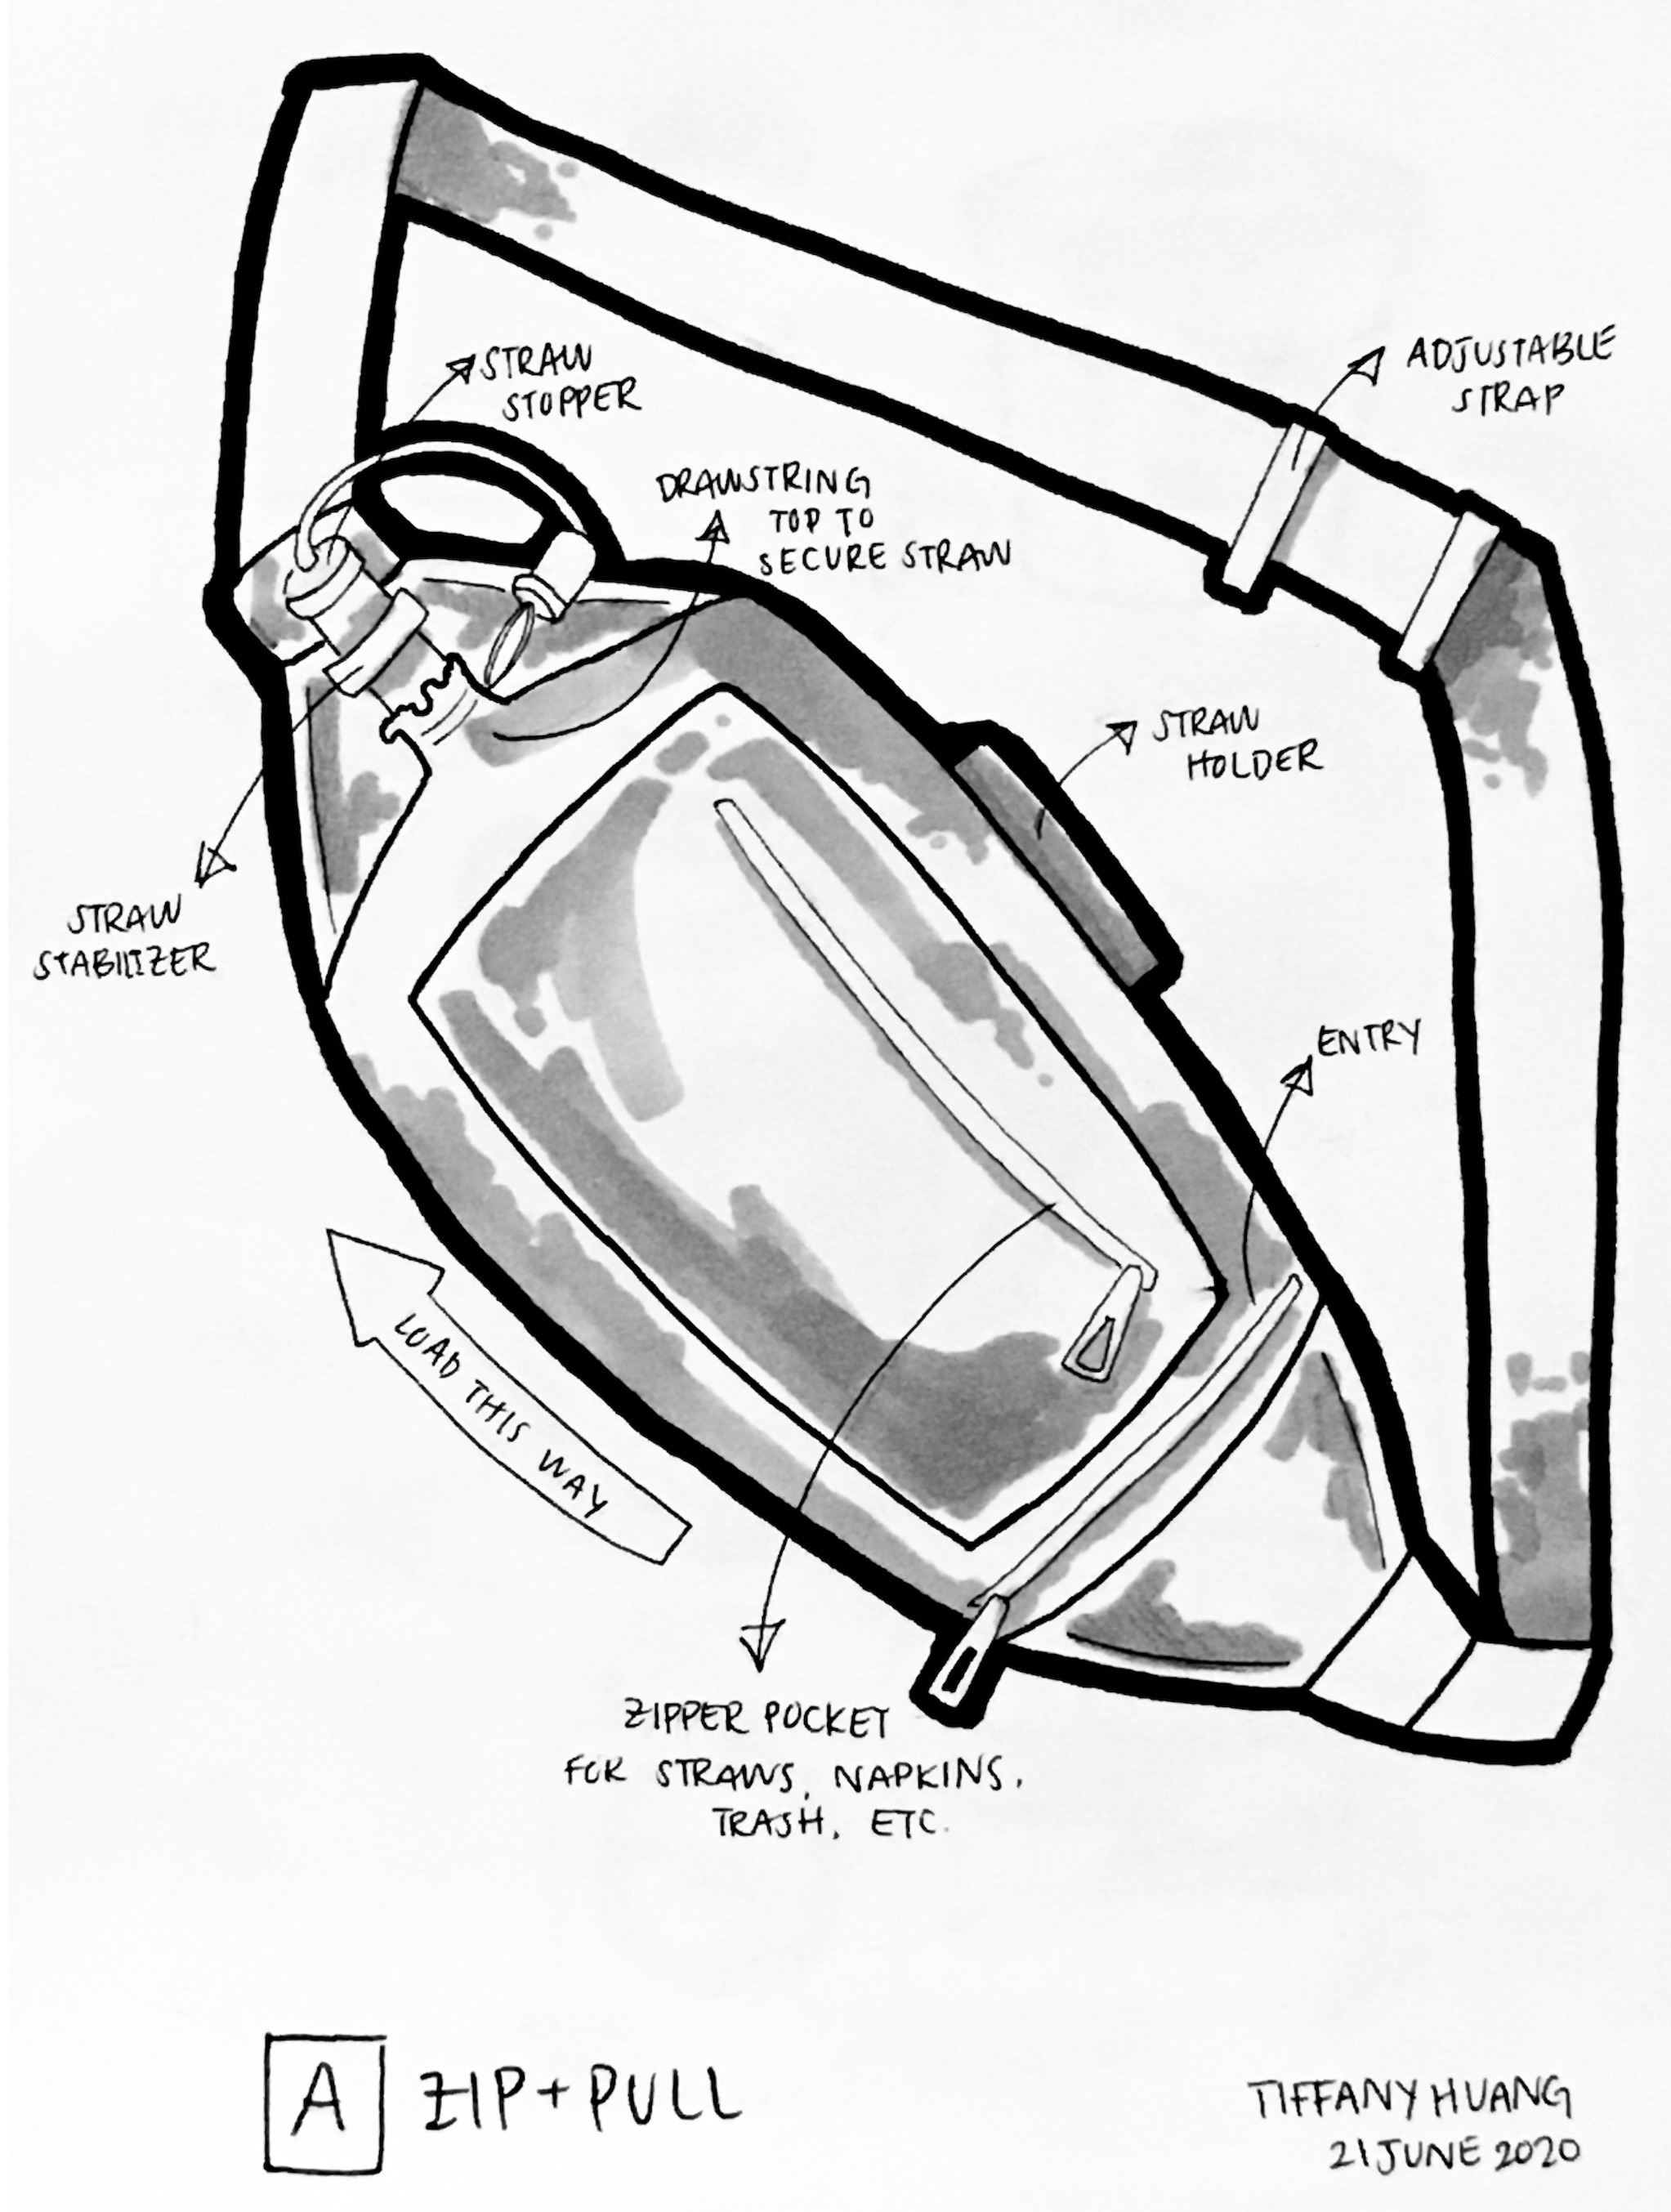 STRAW
STOPPER
ADJUSTABLE
STRAP
DRAWSTRING
TOP TO
SECURE STRAW
STRAW
HOLDER
STRAW
STABILIZER
ENTRY
LOAD THIS WAY
ZIPPER POCKET
FOR STRAWS, NAPKINS,
TRASH, ETC.
A ZIP+PULL
TIFFANY HUANG
21 JUNE 2020